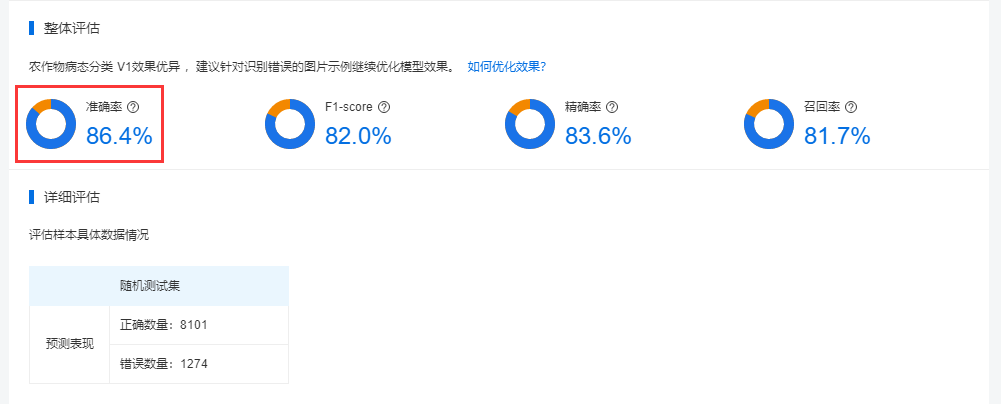 整体评估
农作物病态分类 V1效果优异，建议针对识别错误的图片示例继续优化模型效果。 如何优化效果?
准确率 ? F1-score ? 精确率 ? 召回率 ?
86.4% 82.0% 83.6% 81.7%
详细评估
评估样本具体数据情况
随机测试集
预测表现
正确数量：8101
错误数量：1274